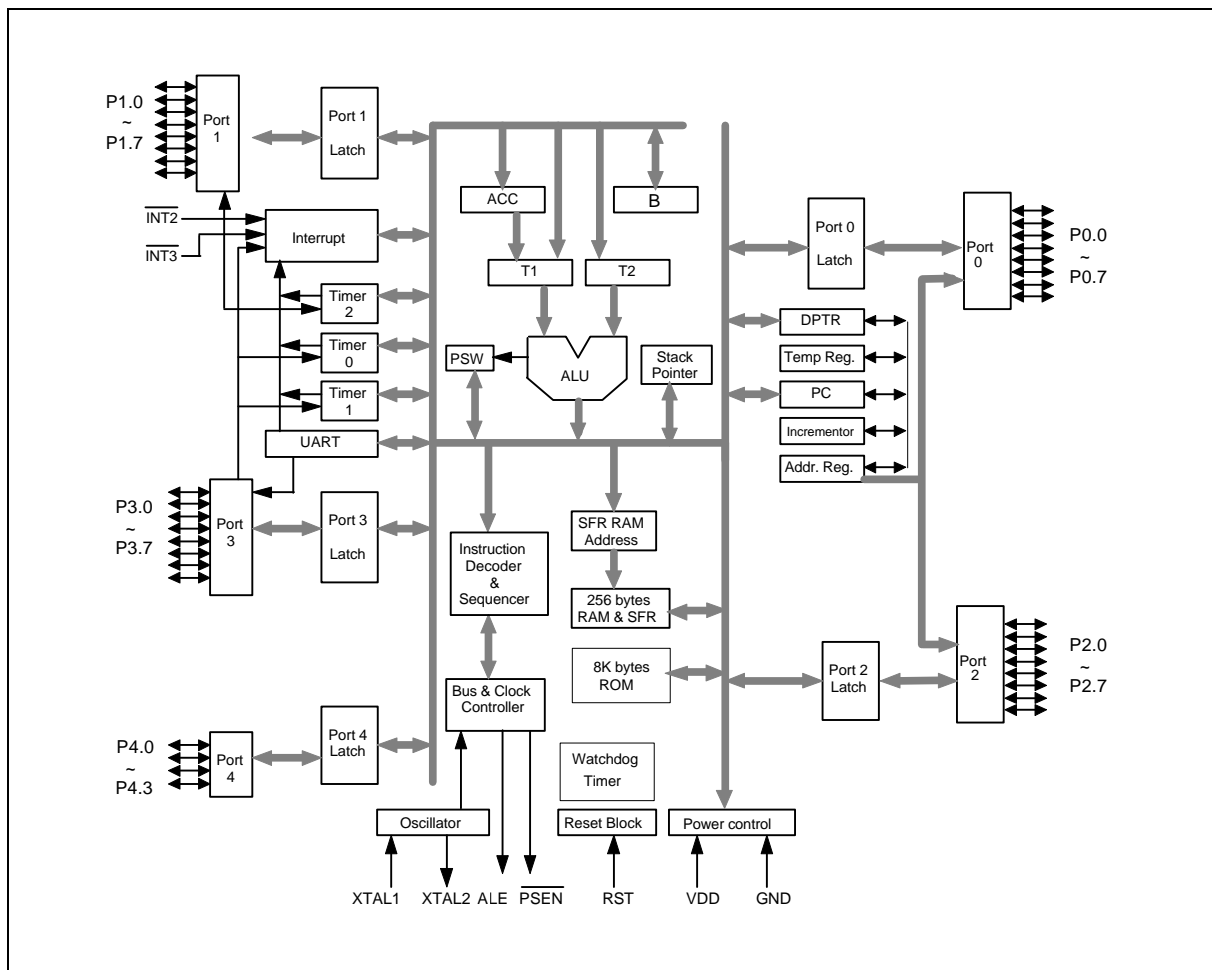 P1.0
~
P1.7
Port
1
Port 1
Latch
INT2
INT3
Interrupt
Timer
2
Timer
0
Timer
1
UART
P3.0
~
P3.7
Port
3
Port 3
Latch
P4.0
~
P4.3
Port
4
Port 4
Latch
ACC
B
T1
T2
PSW
ALU
Stack
Pointer
Instruction
Decoder
&
Sequencer
SFR RAM
Address
256 bytes
RAM & SFR
8K bytes
ROM
Bus & Clock
Controller
Watchdog
Timer
Oscillator
Reset Block
Power control
XTAL1
XTAL2
ALE
PSEN
RST
VDD
GND
Port 0
Latch
Port
0
P0.0
~
P0.7
DPTR
Temp Reg.
PC
Incrementor
Addr. Reg.
Port 2
Latch
Port
2
P2.0
~
P2.7